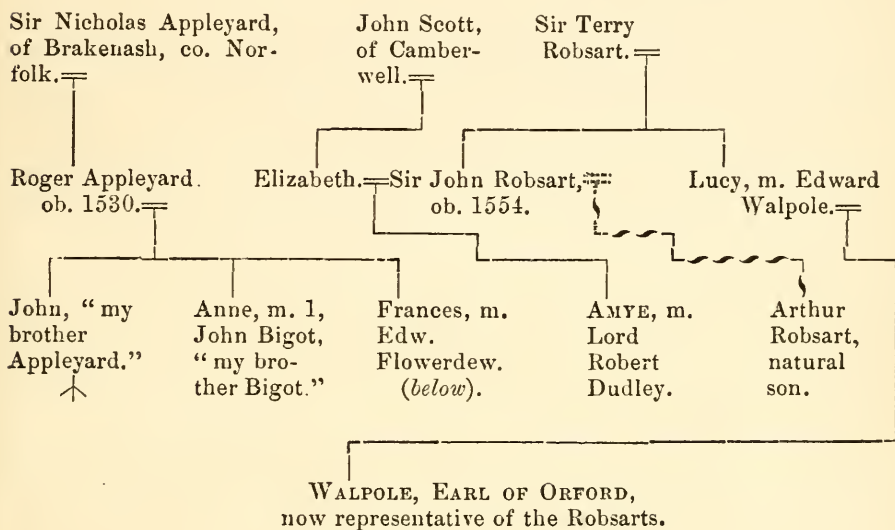 Sir Nicholas Appleyard,
of Brakenash, co. Nor-
folk.
John Scott,
of Camber-
well.
Sir Terry
Robsart.
Roger Appleyard.
ob. 1530.
Elizabeth.
Sir John Robsart,
ob. 1554.
Lucy, m. Edward
Walpole.
John, “my
brother
Appleyard.”
Anne, m. 1,
John Bigot,
“my bro-
ther Bigot.”
Frances, m.
Edw.
Flowerdew.
(below).
AMYE, m.
Lord
Robert
Dudley.
Arthur
Robsart,
natural
son.
WALPOLE, EARL OF ORFORD,
now representative of the Robsarts.